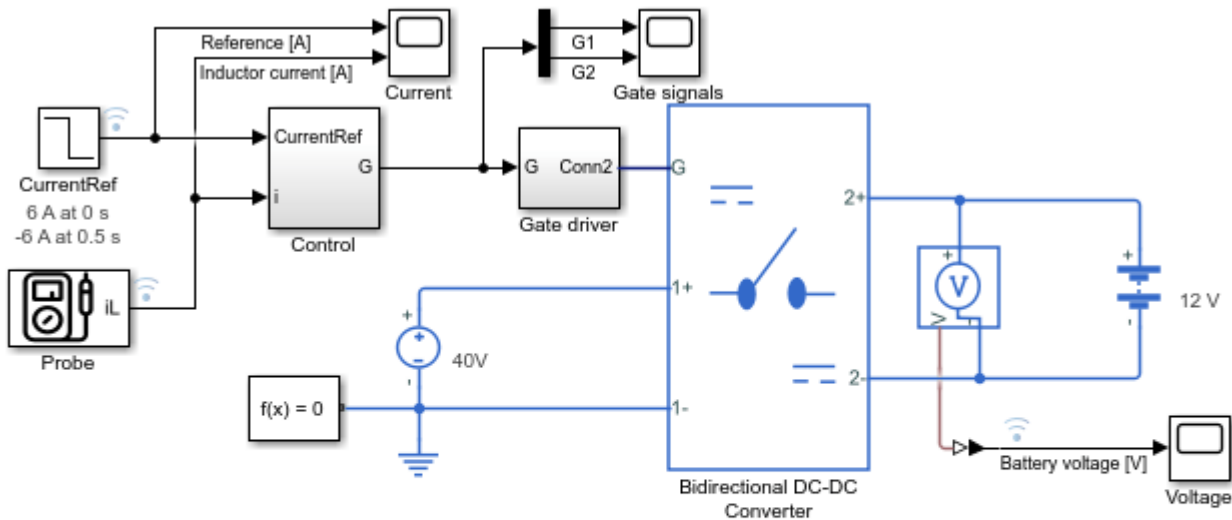 Reference [A]
Inductor current [A]
Current
G1
G2
Gate signals
CurrentRef
6 A at 0 s
-6 A at 0.5 s
CurrentRef
i
G
Control
G
Conn2
Gate driver
iL
Probe
G
1+
1-
2+
2-
Bidirectional DC-DC
Converter
+
-
40V
f(x) = 0
+
V
V
-
+
-
12 V
Battery voltage [V]
Voltage